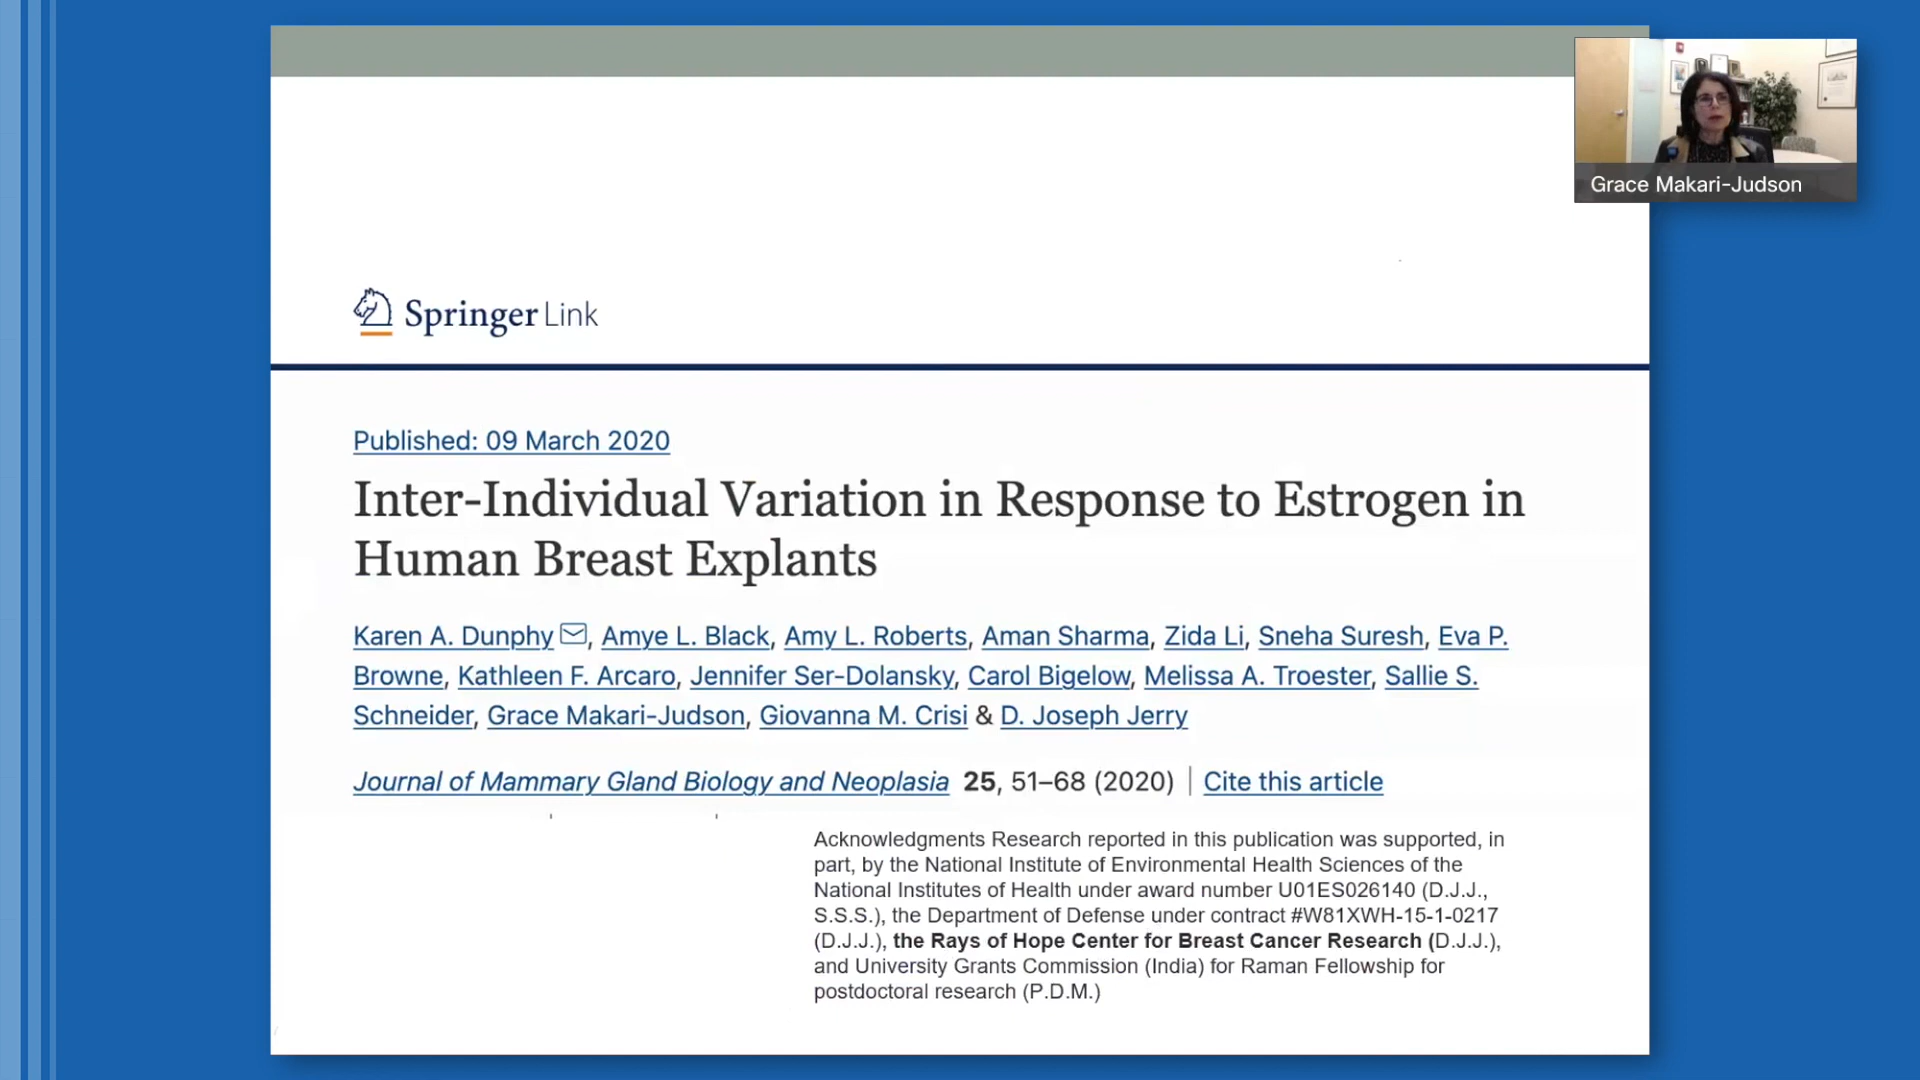 Grace Makari-Judson
Springer Link
Published: 09 March 2020
Inter-Individual Variation in Response to Estrogen in
Human Breast Explants
Karen A. Dunphy, Amye L. Black, Amy L. Roberts, Aman Sharma, Zida Li, Sneha Suresh, Eva P.
Browne, Kathleen F. Arcaro, Jennifer Ser-Dolansky, Carol Bigelow, Melissa A. Troester, Sallie S.
Schneider, Grace Makari-Judson, Giovanna M. Crisi & D. Joseph Jerry
Journal of Mammary Gland Biology and Neoplasia 25, 51–68 (2020) | Cite this article
Acknowledgments Research reported in this publication was supported, in
part, by the National Institute of Environmental Health Sciences of the
National Institutes of Health under award number U01ES026140 (D.J.J.,
S.S.S.), the Department of Defense under contract #W81XWH-15-1-0217
(D.J.J.), the Rays of Hope Center for Breast Cancer Research (D.J.J.),
and University Grants Commission (India) for Raman Fellowship for
postdoctoral research (P.D.M.)